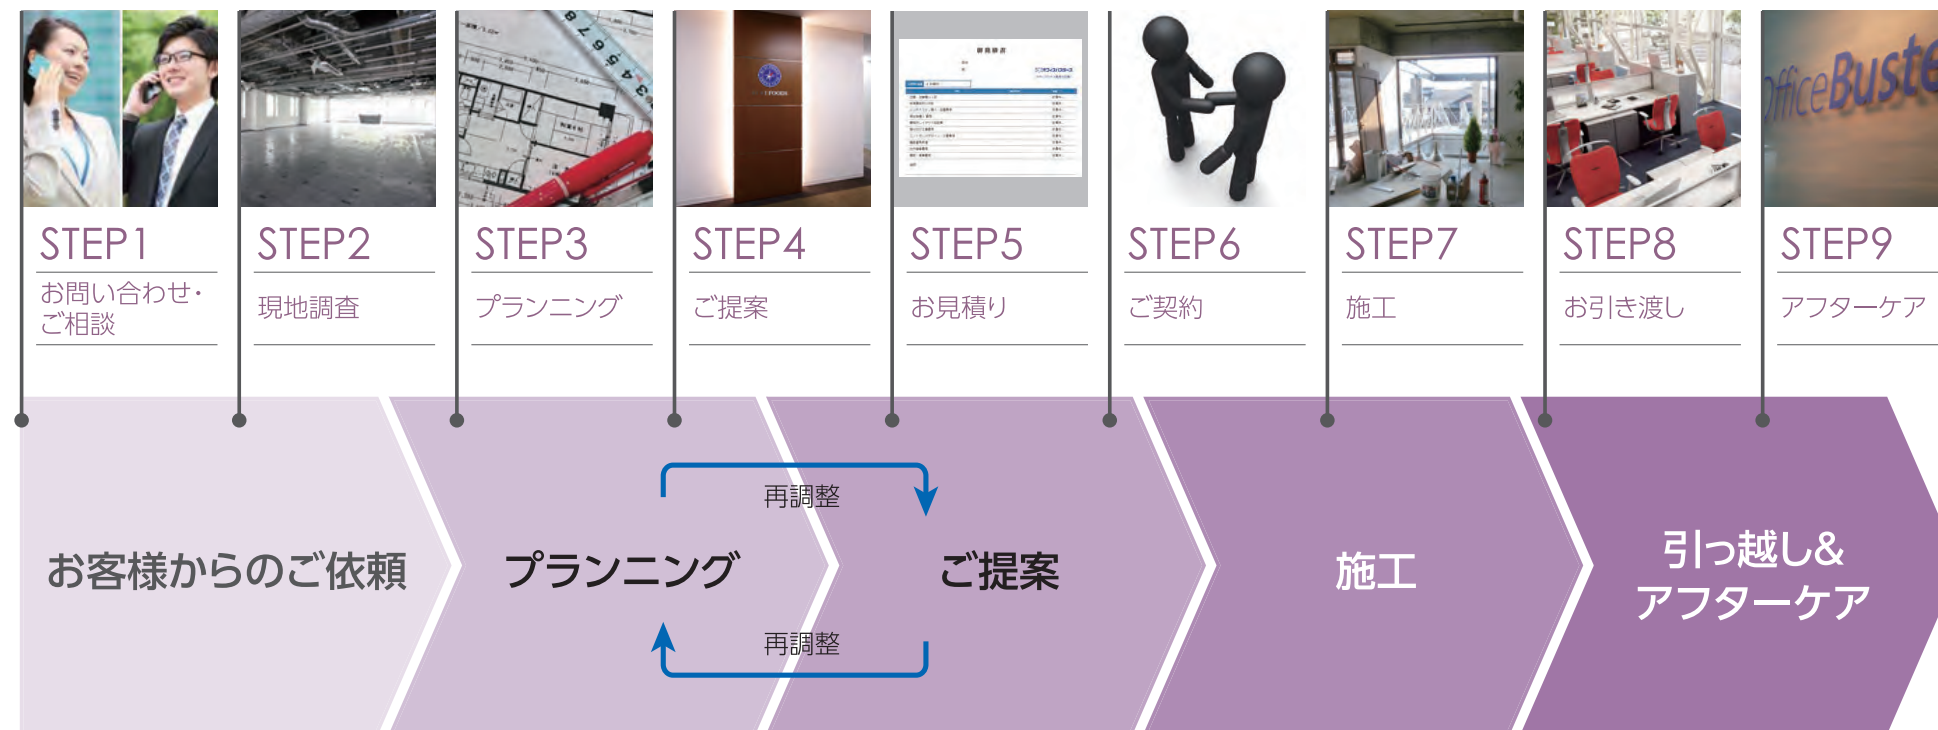 OfficeBuste
STEP1
お問い合わせ・
ご相談
STEP2
現地調査
STEP3
プランニング
STEP4
ご提案
STEP5
お見積り
STEP6
ご契約
STEP7
施工
STEP8
お引き渡し
STEP9
アフターケア
再調整
お客様からのご依頼
プランニング
ご提案
施工
引っ越し&
アフターケア
再調整